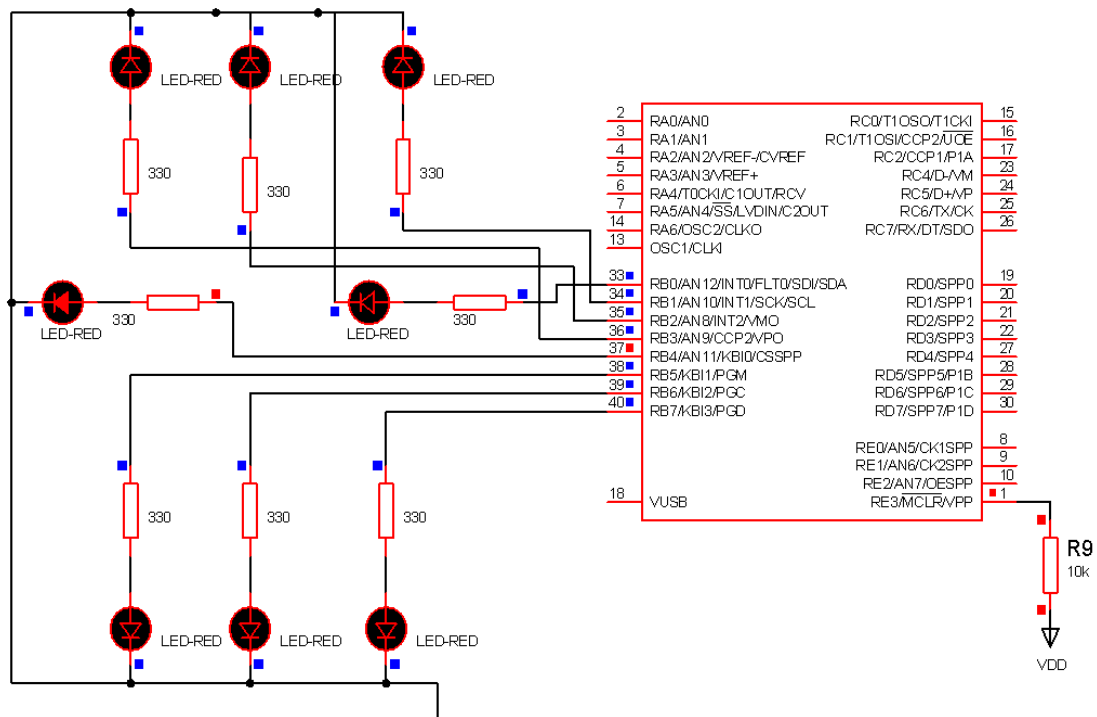 LED-RED LED-RED LED-RED
330 330 330
2 RA0/AN0 RC0/T1OSO/T1CKI 15
3 RA1/AN1 RC1/T1OSI/CCP2/UOE 16
4 RA2/AN2/VREF-/CVREF RC2/CCP1/P1A 17
5 RA3/AN3/VREF+ RC4/D-/VM 23
6 RA4/T0CKI/C1OUT/RCV RC5/D+/VP 24
7 RA5/AN4/SS/LVDIN/C2OUT RC6/TX/CK 25
14 RA6/OSC2/CLKO RC7/RX/DT/SDO 26
13 OSC1/CLKI
33 RB0/AN12/INT0/FLT0/SDI/SDA RD0/SPP0 19
34 RB1/AN10/INT1/SCK/SCL RD1/SPP1 20
35 RB2/AN8/INT2/VMO RD2/SPP2 21
36 RB3/AN9/CCP2/VPO RD3/SPP3 22
37 RB4/AN11/KBI0/CSSPP RD4/SPP4 27
38 RB5/KBI1/PGM RD5/SPP5/P1B 28
39 RB6/KBI2/PGC RD6/SPP6/P1C 29
40 RB7/KBI3/PGD RD7/SPP7/P1D 30
RE0/AN5/CK1SPP 8
RE1/AN6/CK2SPP 9
RE2/AN7/OESPP 10
18 VUSB RE3/MCLR/VPP 1
LED-RED 330 LED-RED 330
330 330 330
LED-RED LED-RED LED-RED
R9
10k
VDD